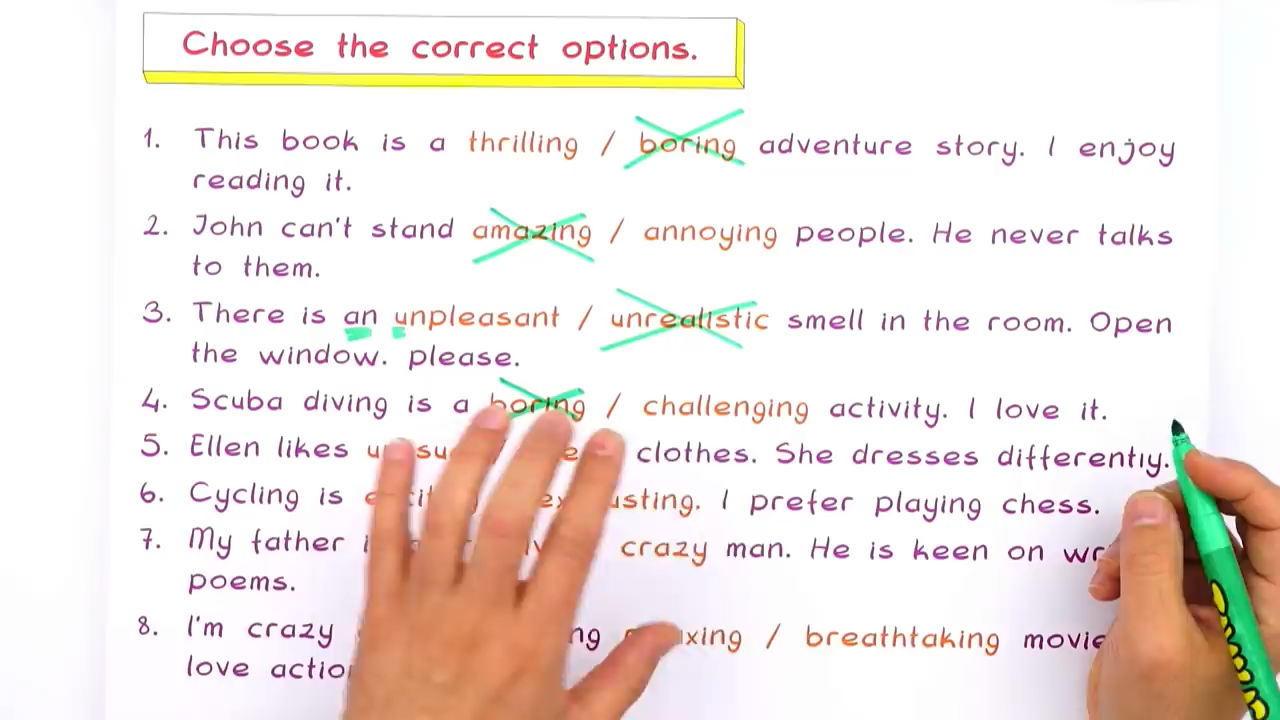 Choose the correct options.
1. This book is a thrilling / boring adventure story. I enjoy
reading it.
2. John can't stand amazing / annoying people. He never talks
to them.
3. There is an unpleasant / unrealistic smell in the room. Open
the window. please.
4. Scuba diving is a boring / challenging activity. I love it.
5. Ellen likes clothes. She dresses differently.
6. Cycling is I prefer playing chess.
7. My father crazy man. He is keen on
poems.
8. I'm crazy / breathtaking
love